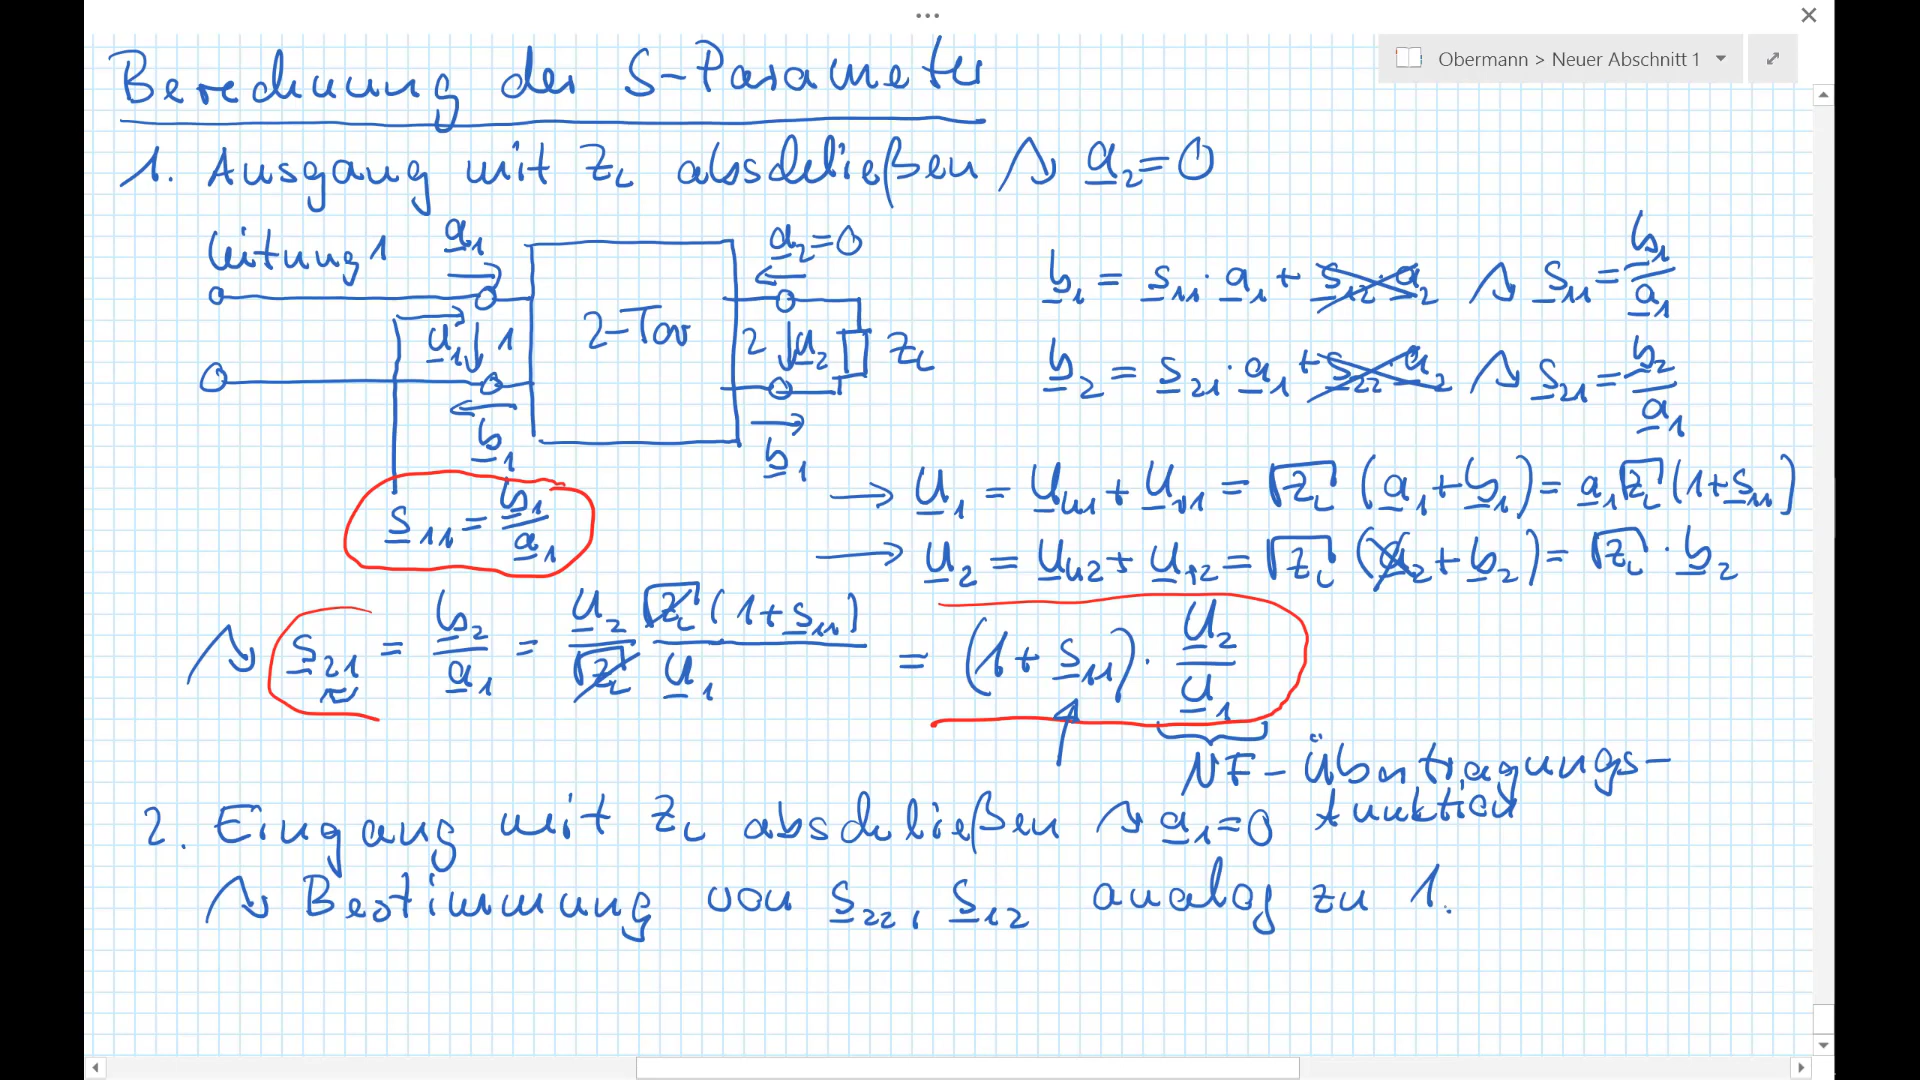 Obermann > Neuer Abschnitt 1
Berechnung der S-Parameter
1. Ausgang mit Z_L abschließen ↷ a_2=0
Leitung 1
a_1
a_2=0
U_1
1
2-Tor
2
U_2
Z_L
b_1
b_1
s_11 = b_1/a_1
b_1 = s_11 · a_1 + s_12 · a_2 ↷ s_11 = b_1/a_1
b_2 = s_21 · a_1 + s_22 · a_2 ↷ s_21 = b_2/a_1
→ U_1 = U_h1 + U_r1 = √Z_L (a_1 + b_1) = a_1 √Z_L (1+s_11)
→ U_2 = U_h2 + U_r2 = √Z_L (a_2 + b_2) = √Z_L · b_2
↷ s_21 = b_2/a_1 = U_2/√Z_L √Z_L (1+s_11)/U_1 = (1+s_11) · U_2/U_1
NF-Übertragungs-
funktion
2. Eingang mit Z_L abschließen ↷ a_1=0
↷ Bestimmung von s_22, s_12 analog zu 1.